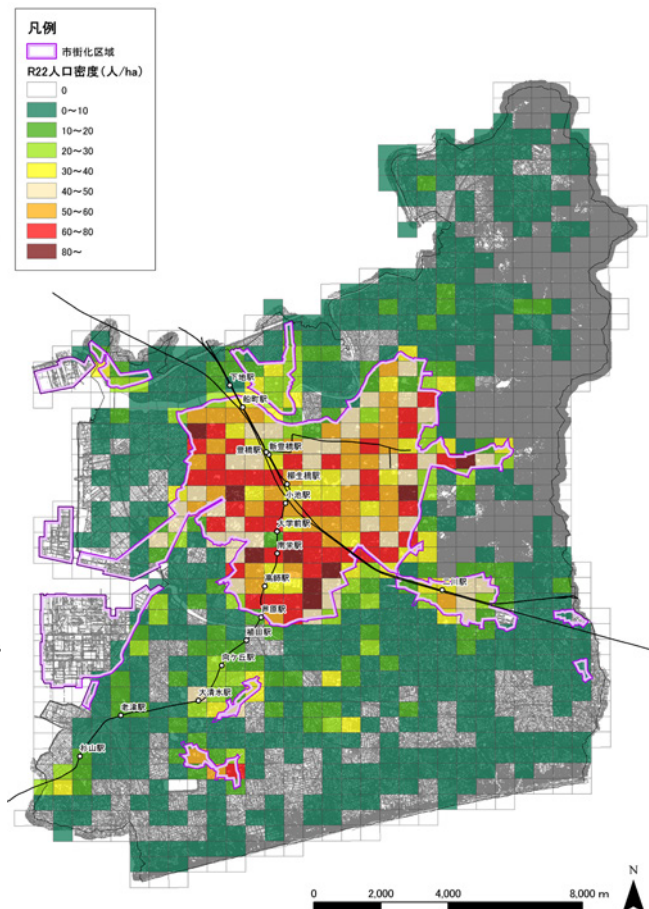 凡例
市街化区域
R22人口密度(人/ha)
0
0~10
10~20
20~30
30~40
40~50
50~60
60~80
80~
下地駅
船町駅
豊橋駅
新豊橋駅
柳生橋駅
小池駅
大学前駅
南栄駅
高師駅
芦原駅
植田駅
向ケ丘駅
大清水駅
老津駅
杉山駅
二川駅
N
0 2,000 4,000 8,000 m